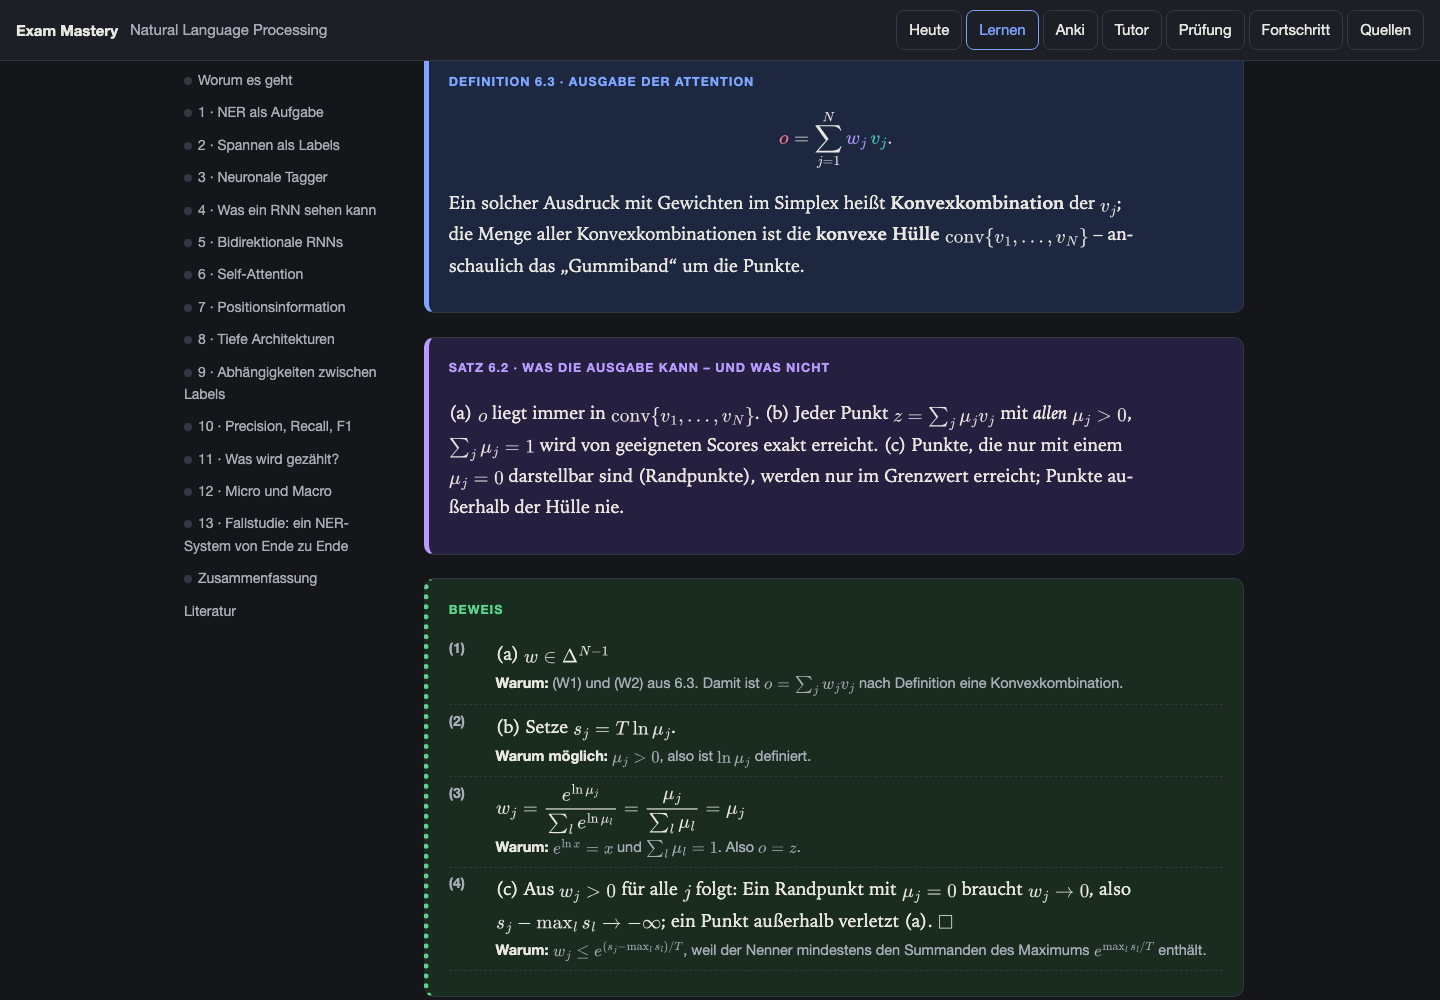 Exam Mastery Natural Language Processing Heute Lernen Anki Tutor Prüfung Fortschritt Quellen
Worum es geht
1 · NER als Aufgabe
2 · Spannen als Labels
3 · Neuronale Tagger
4 · Was ein RNN sehen kann
5 · Bidirektionale RNNs
6 · Self-Attention
7 · Positionsinformation
8 · Tiefe Architekturen
9 · Abhängigkeiten zwischen
Labels
10 · Precision, Recall, F1
11 · Was wird gezählt?
12 · Micro und Macro
13 · Fallstudie: ein NER-
System von Ende zu Ende
Zusammenfassung
Literatur
DEFINITION 6.3 · AUSGABE DER ATTENTION
o = ∑_{j=1}^{N} w_j v_j.
Ein solcher Ausdruck mit Gewichten im Simplex heißt Konvexkombination der v_j;
die Menge aller Konvexkombinationen ist die konvexe Hülle conv{v_1, …, v_N} – an-
schaulich das „Gummiband“ um die Punkte.
SATZ 6.2 · WAS DIE AUSGABE KANN – UND WAS NICHT
(a) o liegt immer in conv{v_1, …, v_N}. (b) Jeder Punkt z = ∑_j μ_j v_j mit allen μ_j > 0,
∑_j μ_j = 1 wird von geeigneten Scores exakt erreicht. (c) Punkte, die nur mit einem
μ_j = 0 darstellbar sind (Randpunkte), werden nur im Grenzwert erreicht; Punkte au-
ßerhalb der Hülle nie.
BEWEIS
(1) (a) w ∈ Δ^{N−1}
Warum: (W1) und (W2) aus 6.3. Damit ist o = ∑_j w_j v_j nach Definition eine Konvexkombination.
(2) (b) Setze s_j = T ln μ_j.
Warum möglich: μ_j > 0, also ist ln μ_j definiert.
(3) w_j = e^{ln μ_j} / ∑_l e^{ln μ_l} = μ_j / ∑_l μ_l = μ_j
Warum: e^{ln x} = x und ∑_l μ_l = 1. Also o = z.
(4) (c) Aus w_j > 0 für alle j folgt: Ein Randpunkt mit μ_j = 0 braucht w_j → 0, also
s_j − max_l s_l → −∞; ein Punkt außerhalb verletzt (a). □
Warum: w_j ≤ e^{(s_j−max_l s_l)/T}, weil der Nenner mindestens den Summanden des Maximums e^{max_l s_l/T} enthält.